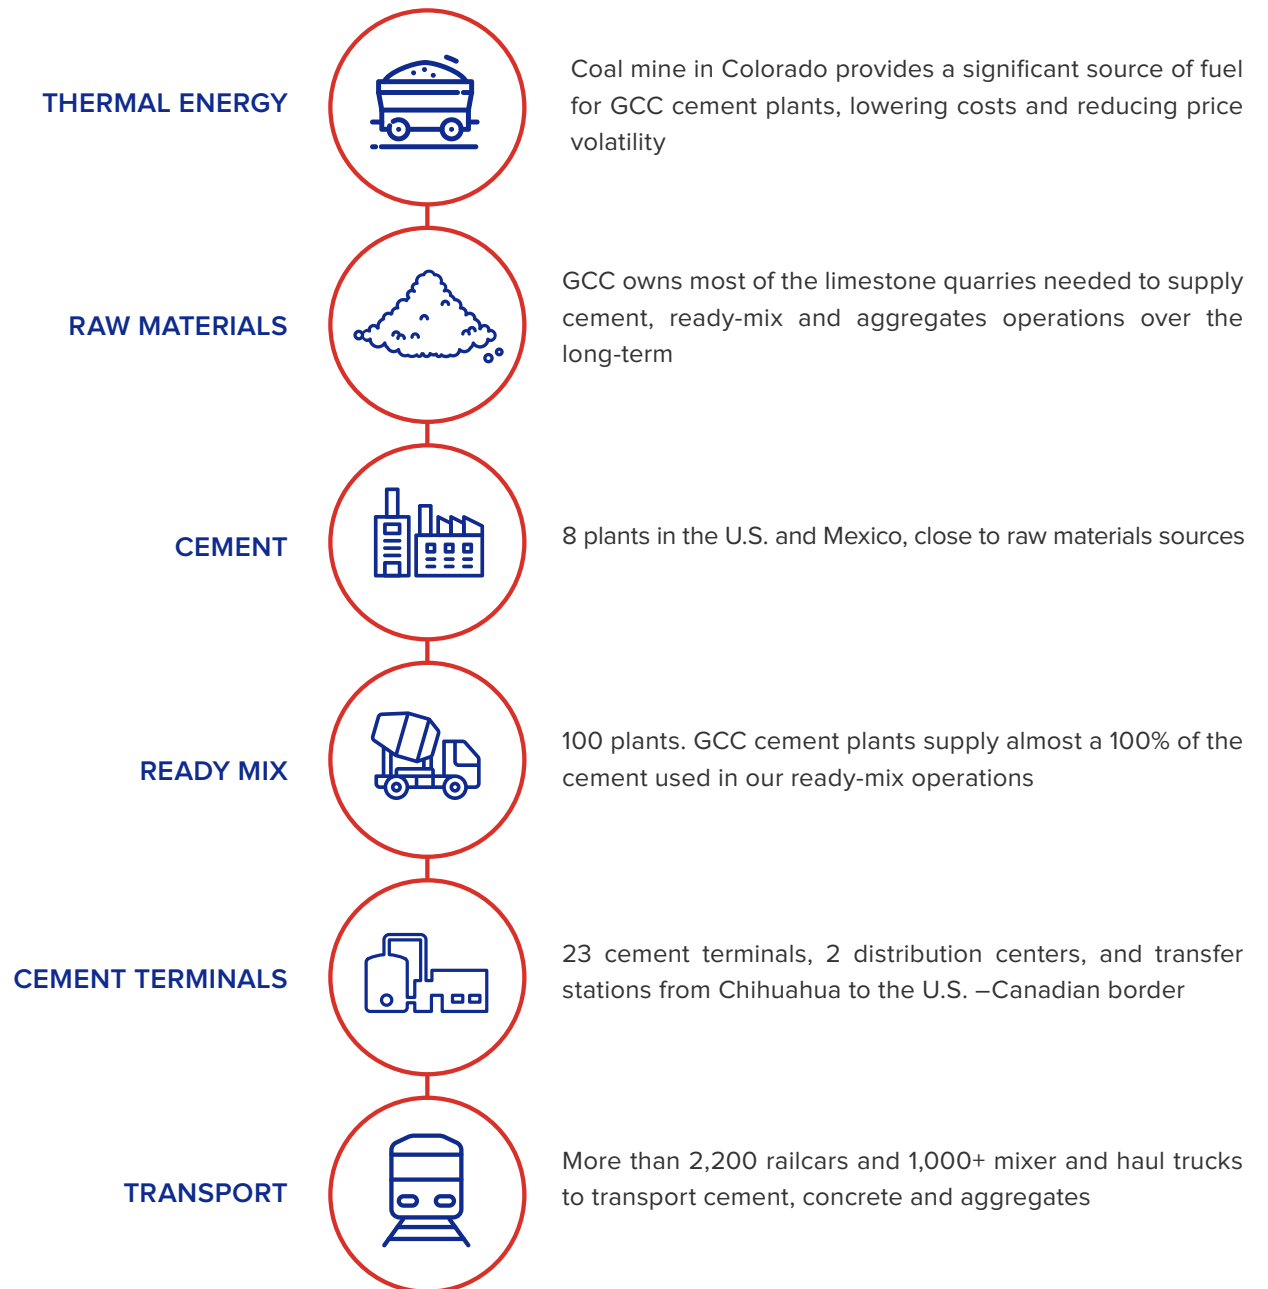 THERMAL ENERGY
Coal mine in Colorado provides a significant source of fuel
for GCC cement plants, lowering costs and reducing price
volatility
RAW MATERIALS
GCC owns most of the limestone quarries needed to supply
cement, ready-mix and aggregates operations over the
long-term
CEMENT
8 plants in the U.S. and Mexico, close to raw materials sources
READY MIX
100 plants. GCC cement plants supply almost a 100% of the
cement used in our ready-mix operations
CEMENT TERMINALS
23 cement terminals, 2 distribution centers, and transfer
stations from Chihuahua to the U.S. –Canadian border
TRANSPORT
More than 2,200 railcars and 1,000+ mixer and haul trucks
to transport cement, concrete and aggregates